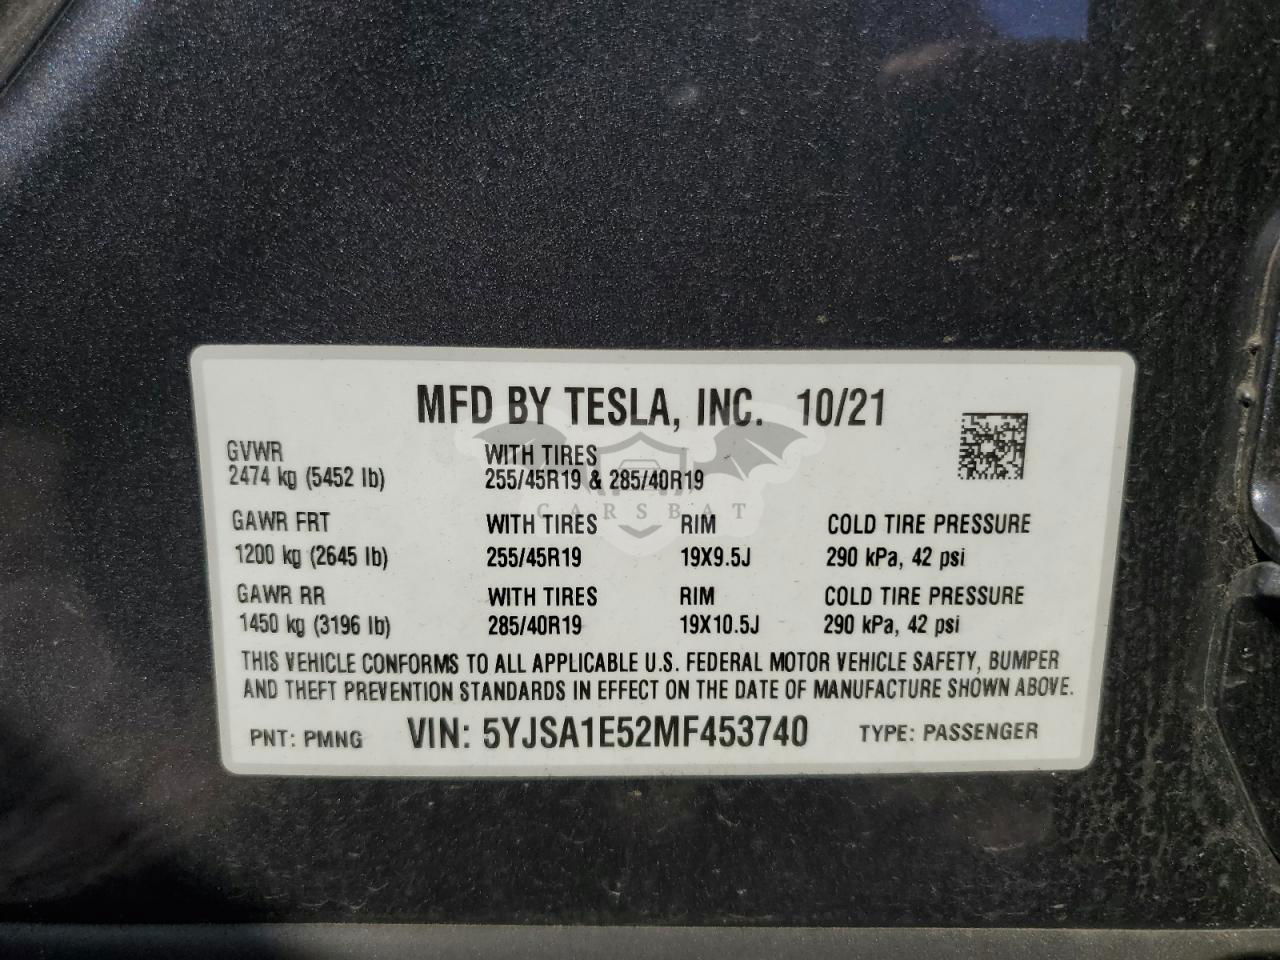 MFD BY TESLA, INC. 10/21
GVWR WITH TIRES
2474 kg (5452 lb) 255/45R19 & 285/40R19
CARSBAT
GAWR FRT WITH TIRES RIM COLD TIRE PRESSURE
1200 kg (2645 lb) 255/45R19 19X9.5J 290 kPa, 42 psi
GAWR RR WITH TIRES RIM COLD TIRE PRESSURE
1450 kg (3196 lb) 285/40R19 19X10.5J 290 kPa, 42 psi
THIS VEHICLE CONFORMS TO ALL APPLICABLE U.S. FEDERAL MOTOR VEHICLE SAFETY, BUMPER
AND THEFT PREVENTION STANDARDS IN EFFECT ON THE DATE OF MANUFACTURE SHOWN ABOVE.
PNT: PMNG VIN: 5YJSA1E52MF453740 TYPE: PASSENGER